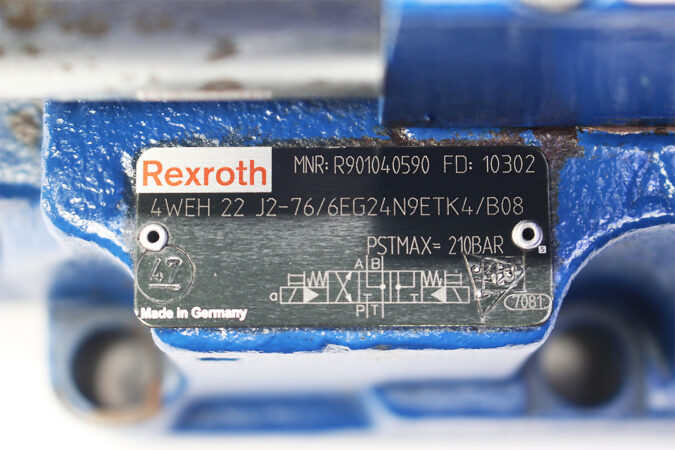 Rexroth MNR: R901040590 FD: 10302
4WEH 22 J2-76/6EG24N9ETK4/B08
PSTMAX= 210BAR
47
A B
a
P T
7081
Made in Germany